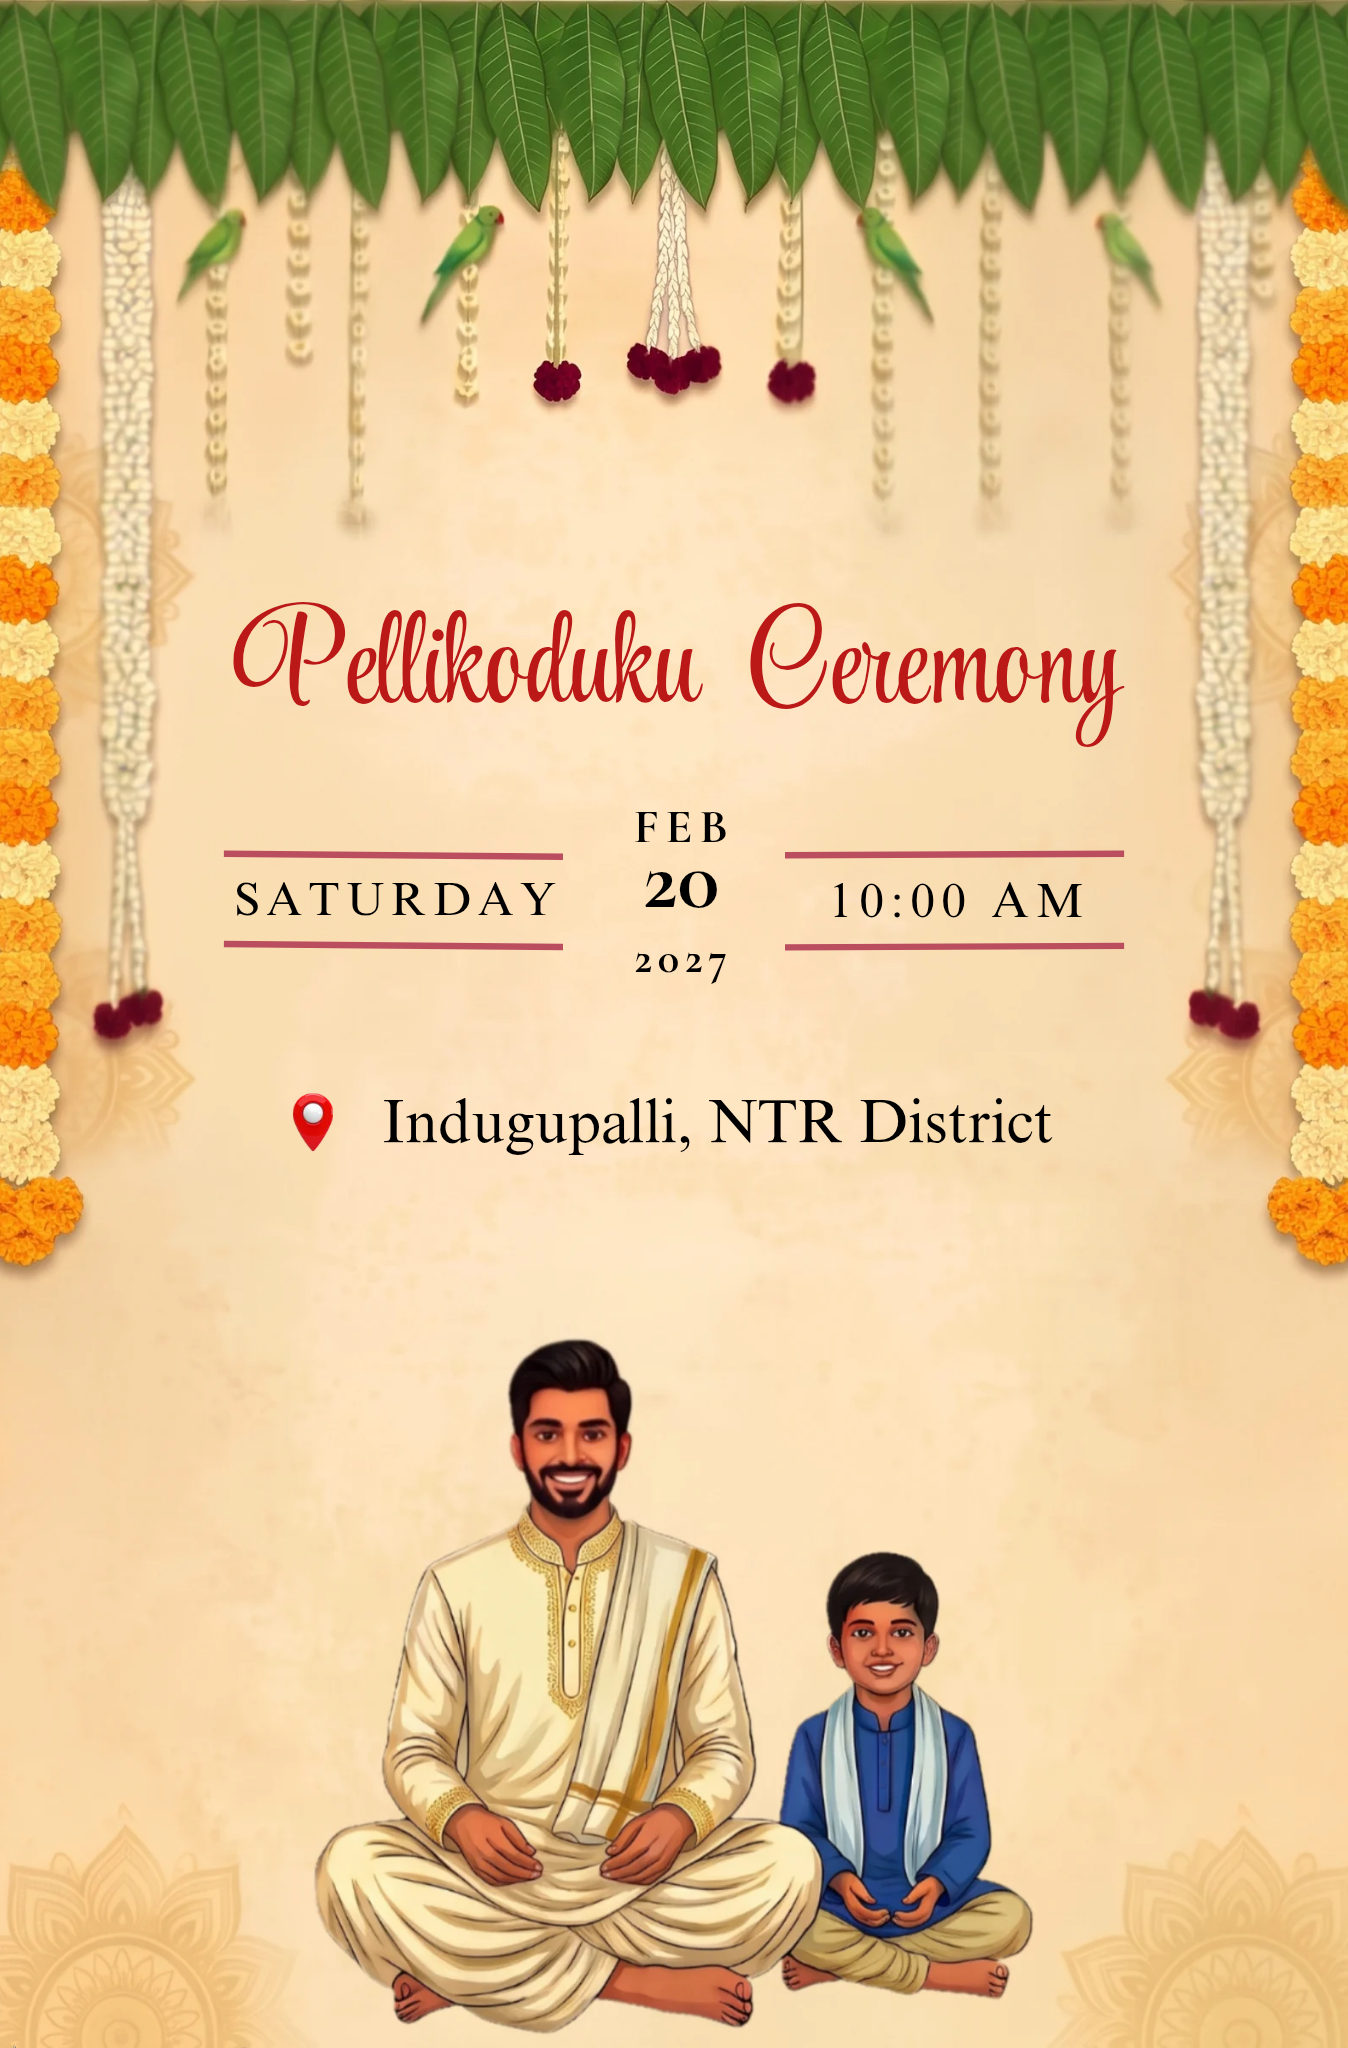 Pellikoduku Ceremony
FEB
SATURDAY 20 10:00 AM
2027
Indugupalli, NTR District